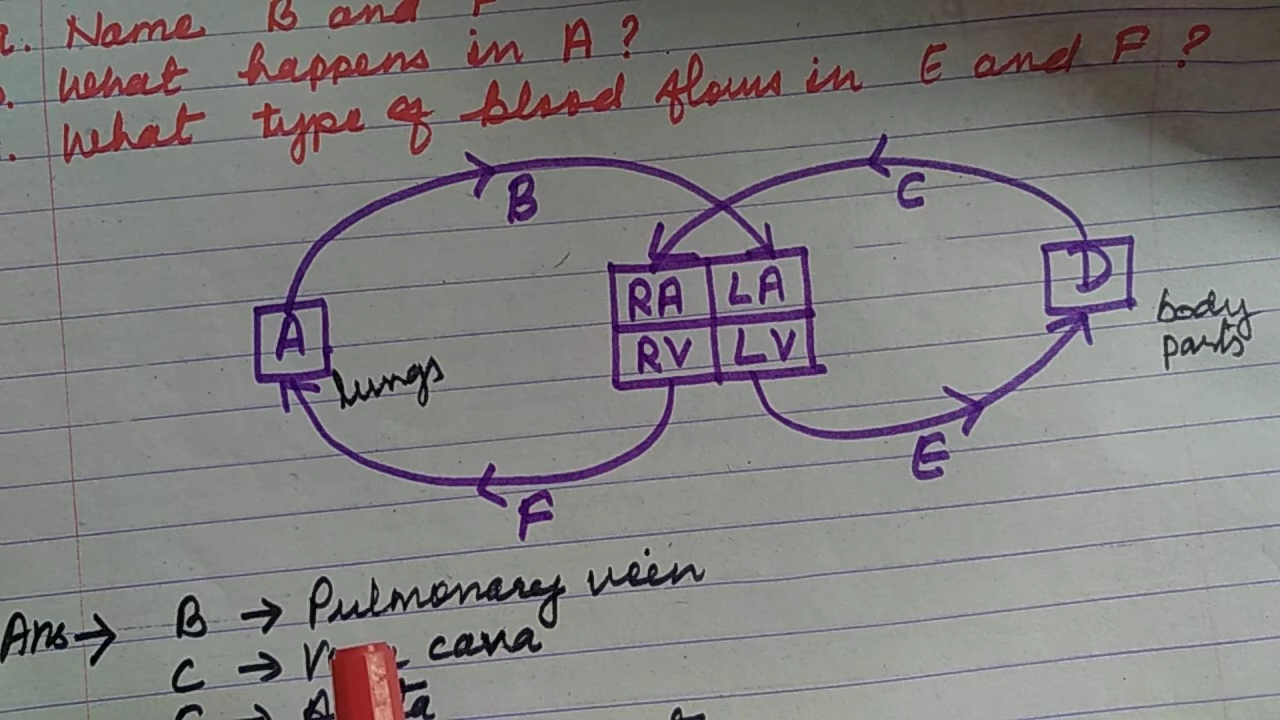 a. Name B and F
What happens in A?
What type of blood flows in E and F?
B
C
RA LA
D
A
RV LV
body
parts
lungs
E
F
Ans → B → Pulmonary vein
C → cava